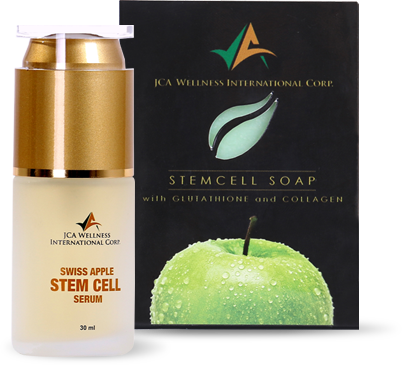 JCA WELLNESS INTERNATIONAL CORP.
STEMCELL SOAP
with GLUTATHIONE and COLLAGEN
JCA WELLNESS
INTERNATIONAL CORP.
SWISS APPLE
STEM CELL
SERUM
30 ml